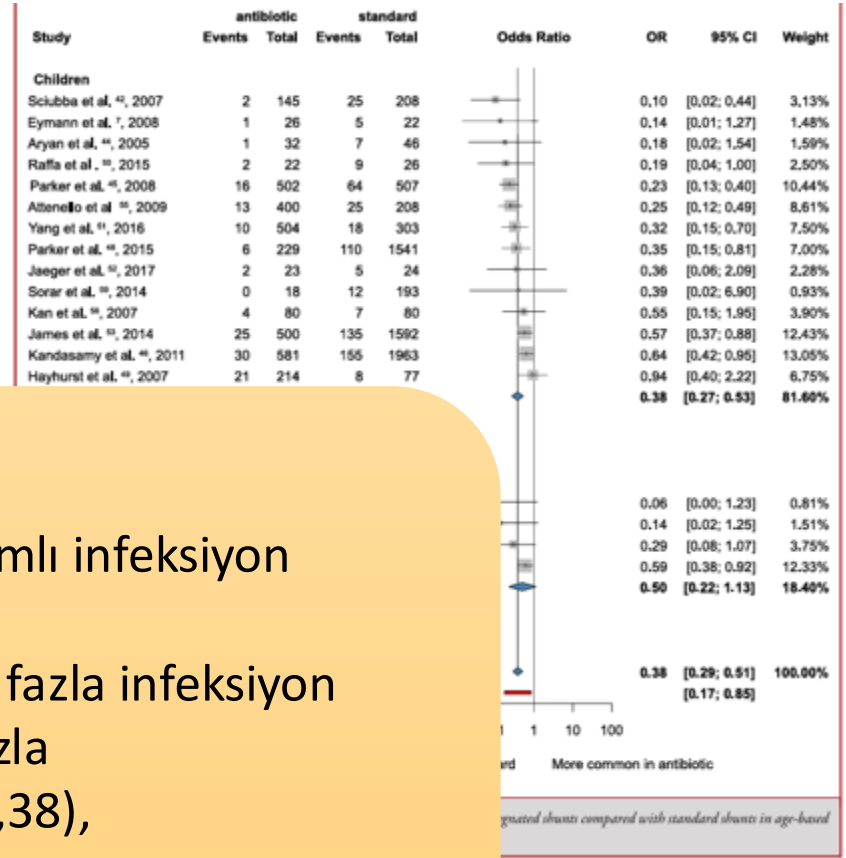 antibiotic standard
Study Events Total Events Total Odds Ratio OR 95% CI Weight
Children
Sciubba et al, ⁴², 2007 2 145 25 208 0,10 [0,02; 0,44] 3,13%
Eymann et al. ⁷, 2008 1 26 5 22 0,14 [0,01; 1,27] 1,48%
Aryan et al. ⁴⁴, 2005 1 32 7 46 0,18 [0,02; 1,54] 1,59%
Raffa et al., 2015 2 22 9 26 0,19 [0,04; 1,00] 2,50%
Parker et al., 2008 16 502 64 507 0,23 [0,13; 0,40] 10,44%
Attenello et al, 2009 13 400 25 208 0,25 [0,12; 0,49] 8,61%
Yang et al., 2016 10 504 18 303 0,32 [0,15; 0,70] 7,50%
Parker et al., 2015 6 229 110 1541 0,35 [0,15; 0,81] 7,00%
Jaeger et al., 2017 2 23 5 24 0,36 [0,06; 2,09] 2,28%
Sorar et al., 2014 0 18 12 193 0,39 [0,02; 6,90] 0,93%
Kan et al., 2007 4 80 7 80 0,55 [0,15; 1,95] 3,90%
James et al., 2014 25 500 135 1592 0,57 [0,37; 0,88] 12,43%
Kandasamy et al., 2011 30 581 155 1963 0,64 [0,42; 0,95] 13,05%
Hayhurst et al., 2007 21 214 8 77 0,94 [0,40; 2,22] 6,75%
0,38 [0,27; 0,53] 81,60%
0,06 [0,00; 1,23] 0,81%
0,14 [0,02; 1,25] 1,51%
0,29 [0,08; 1,07] 3,75%
0,59 [0,38; 0,92] 12,33%
0,50 [0,22; 1,13] 18,40%
0,38 [0,29; 0,51] 100,00%
[0,17; 0,85]
1 1 10 100
rd More common in antibiotic
gnated shunts compared with standard shunts in age-based
mlı infeksiyon
fazla infeksiyon
zla
,38),